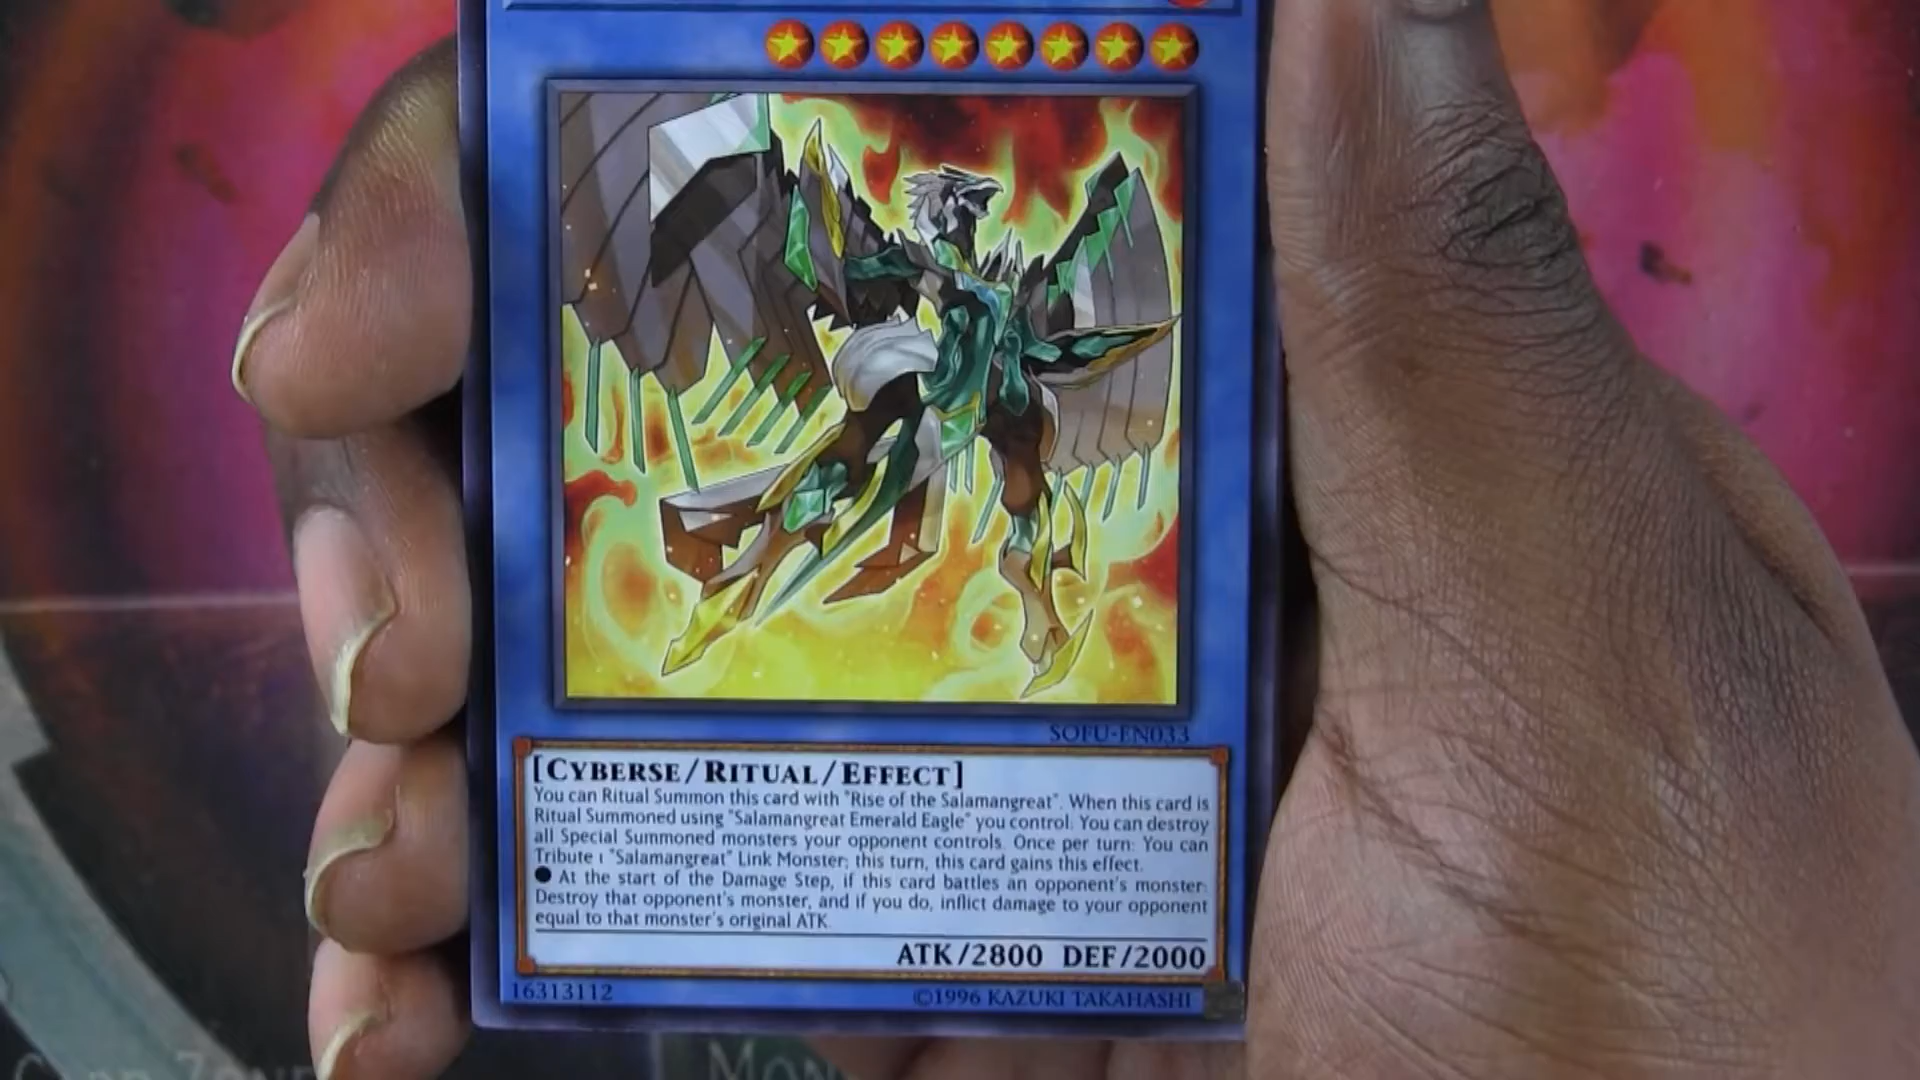 SOFU-EN033
[CYBERSE/RITUAL/EFFECT]
You can Ritual Summon this card with "Rise of the Salamangreat". When this card is
Ritual Summoned using "Salamangreat Emerald Eagle" you control: You can destroy
all Special Summoned monsters your opponent controls. Once per turn: You can
Tribute 1 "Salamangreat" Link Monster; this turn, this card gains this effect.
● At the start of the Damage Step, if this card battles an opponent's monster:
Destroy that opponent's monster, and if you do, inflict damage to your opponent
equal to that monster's original ATK.
ATK/2800 DEF/2000
16313112 ©1996 KAZUKI TAKAHASHI